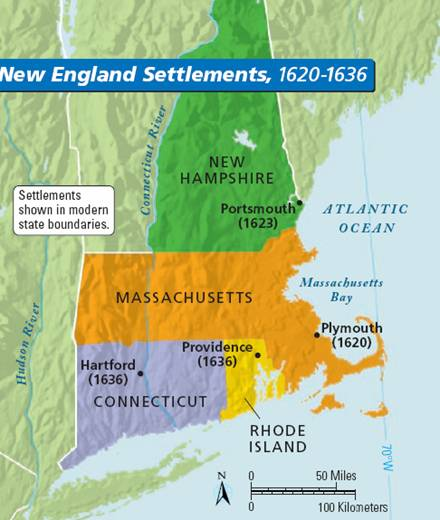 New England Settlements, 1620-1636
Connecticut River
NEW
HAMPSHIRE
Settlements
shown in modern
state boundaries.
Portsmouth
(1623)
ATLANTIC
OCEAN
Hudson River
MASSACHUSETTS
Massachusetts
Bay
Plymouth
(1620)
Providence
(1636)
Hartford
(1636)
CONNECTICUT
RHODE
ISLAND
70°W
N
0 50 Miles
0 100 Kilometers